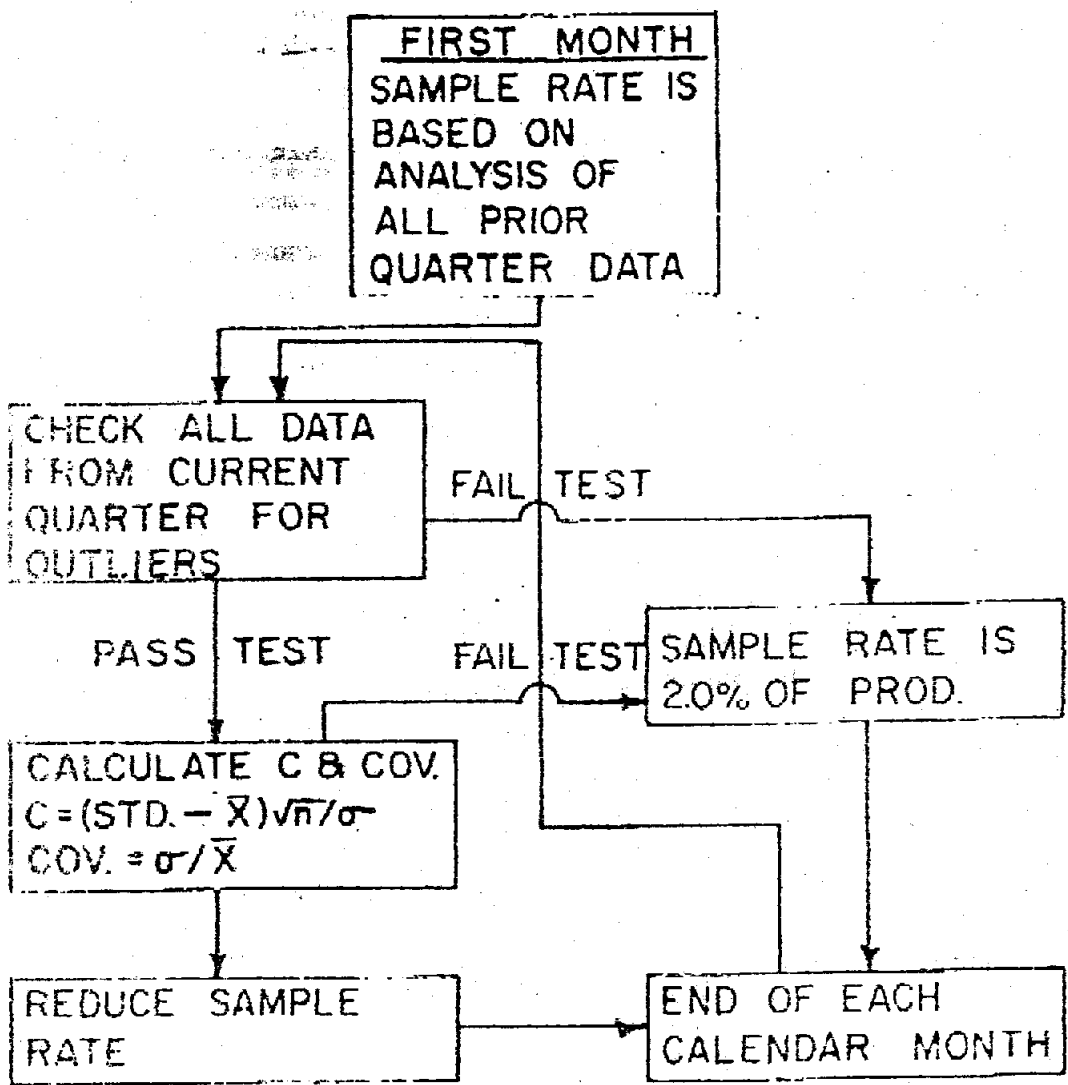 FIRST MONTH
SAMPLE RATE IS
BASED ON
ANALYSIS OF
ALL PRIOR
QUARTER DATA
CHECK ALL DATA
FROM CURRENT
QUARTER FOR
OUTLIERS
FAIL TEST
PASS TEST
FAIL TEST
SAMPLE RATE IS
2.0% OF PROD.
CALCULATE C & COV.
C = (STD. - X̅)√n/σ
COV. = σ/X̅
REDUCE SAMPLE
RATE
END OF EACH
CALENDAR MONTH